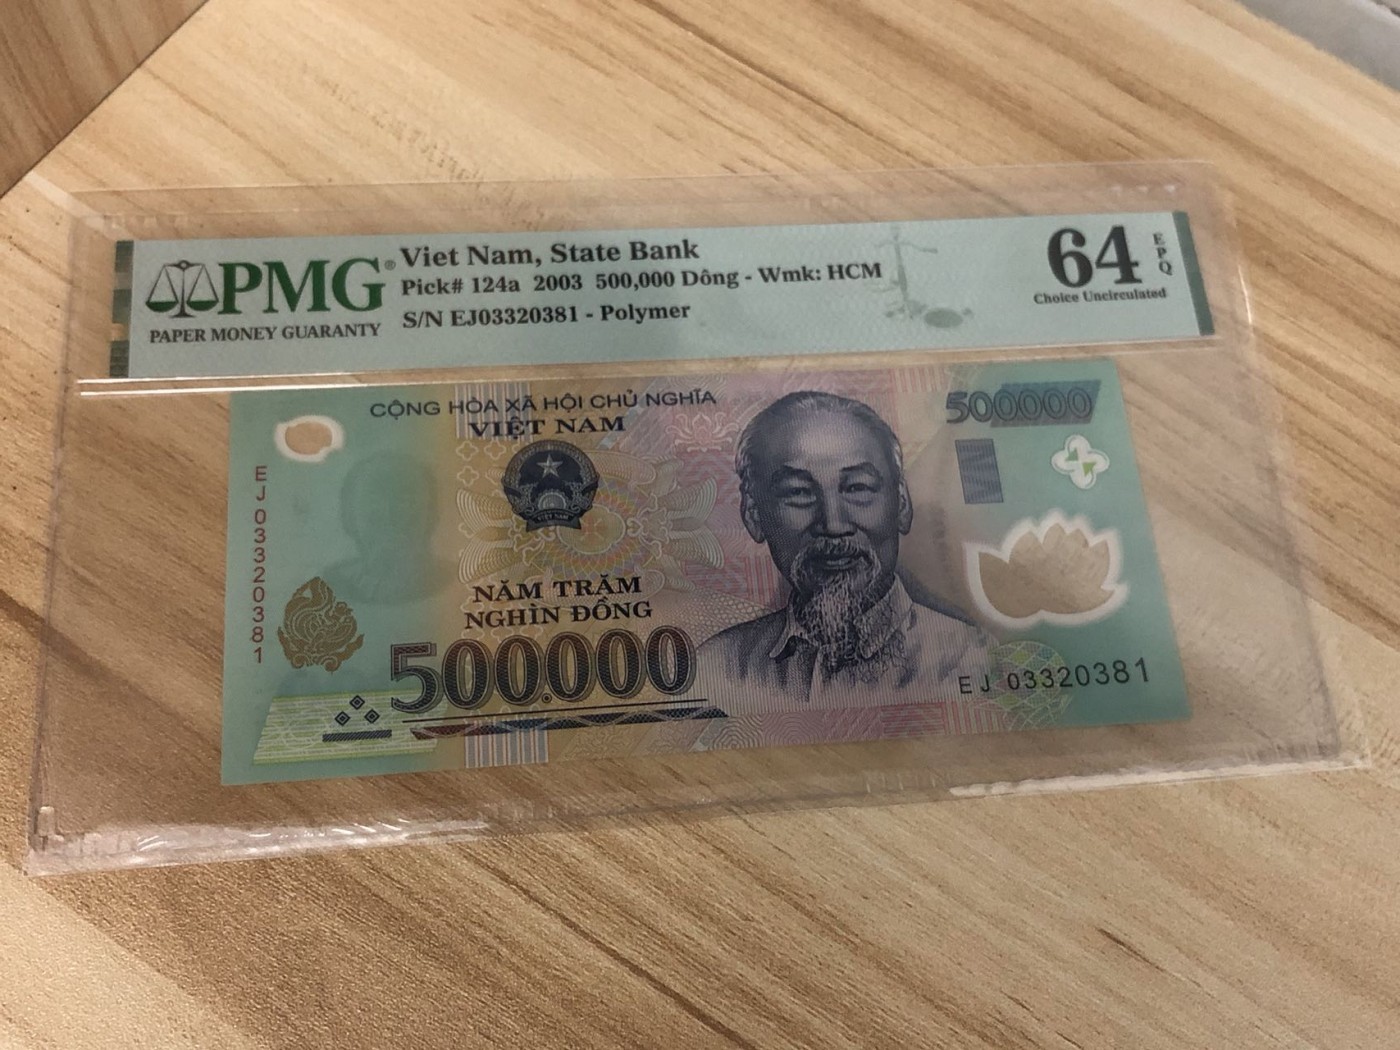 PMG®
PAPER MONEY GUARANTY
Viet Nam, State Bank
Pick# 124a 2003 500,000 Dông - Wmk: HCM
S/N EJ03320381 - Polymer
64
EPQ
Choice Uncirculated
CỘNG HÒA XÃ HỘI CHỦ NGHĨA
VIỆT NAM
500000
VIỆT NAM
EJ 03320381
NĂM TRĂM
NGHÌN ĐỒNG
500.000
EJ 03320381